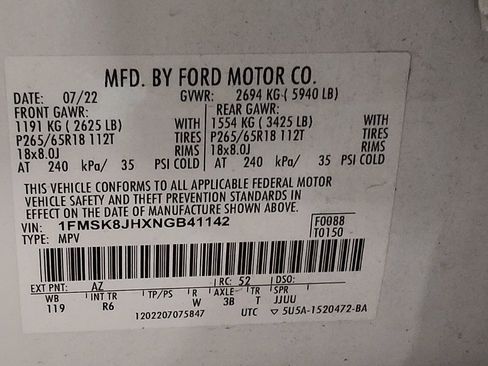 MFD. BY FORD MOTOR CO.
DATE: 07/22 GVWR: 2694 KG ( 5940 LB)
FRONT GAWR: REAR GAWR:
1191 KG ( 2625 LB) WITH 1554 KG ( 3425 LB) WITH
P265/65R18 112T TIRES P265/65R18 112T TIRES
18x8.0J RIMS 18x8.0J RIMS
AT 240 kPa/ 35 PSI COLD AT 240 kPa/ 35 PSI COLD
THIS VEHICLE CONFORMS TO ALL APPLICABLE FEDERAL MOTOR
VEHICLE SAFETY AND THEFT PREVENTION STANDARDS IN
EFFECT ON THE DATE OF MANUFACTURE SHOWN ABOVE.
VIN: 1FMSK8JHXNGB41142 F0088
TYPE: MPV T0150
EXT PNT: AZ RC: 52 DSO:
WB INT TR TP/PS R AXLE TR SPR
119 R6 W 3B T JJUU
1202207075847 UTC ▽ 5U5A-1520472-BA